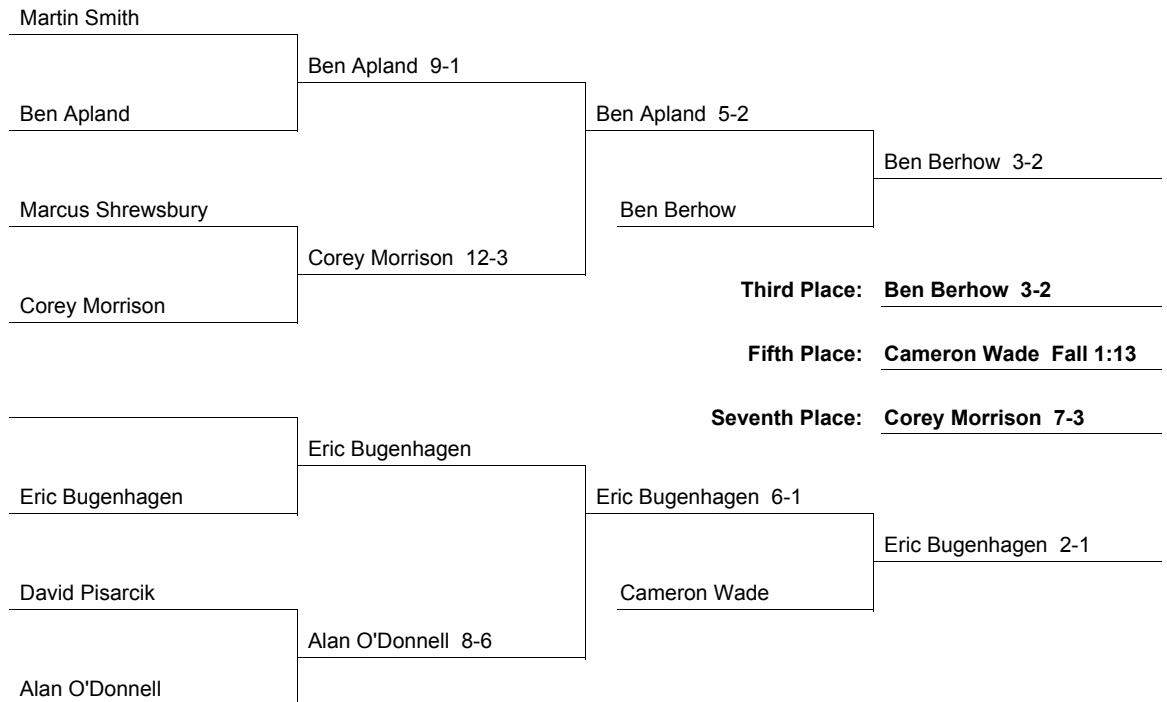 Martin Smith
Ben Apland 9-1
Ben Apland
Ben Apland 5-2
Ben Berhow 3-2
Marcus Shrewsbury
Ben Berhow
Corey Morrison 12-3
Third Place: Ben Berhow 3-2
Corey Morrison
Fifth Place: Cameron Wade Fall 1:13
Seventh Place: Corey Morrison 7-3
Eric Bugenhagen
Eric Bugenhagen
Eric Bugenhagen 6-1
Eric Bugenhagen 2-1
David Pisarcik
Cameron Wade
Alan O'Donnell 8-6
Alan O'Donnell